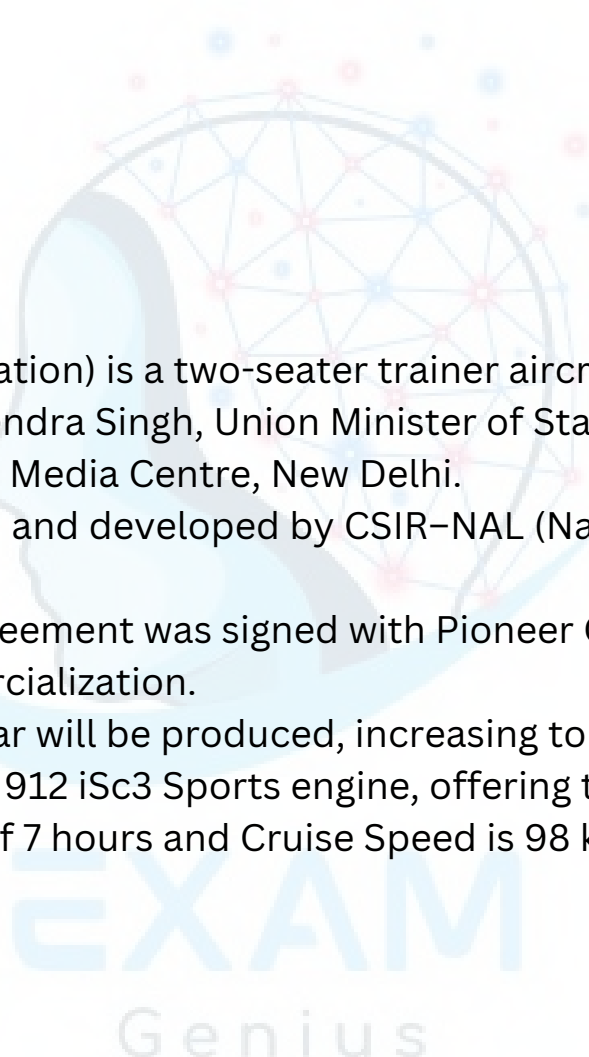 ation) is a two-seater trainer aircr
ndra Singh, Union Minister of Sta
Media Centre, New Delhi.
and developed by CSIR–NAL (Na
eement was signed with Pioneer
rcialization.
ar will be produced, increasing to
912 iSc3 Sports engine, offering t
f 7 hours and Cruise Speed is 98 k
EXAM
Genius